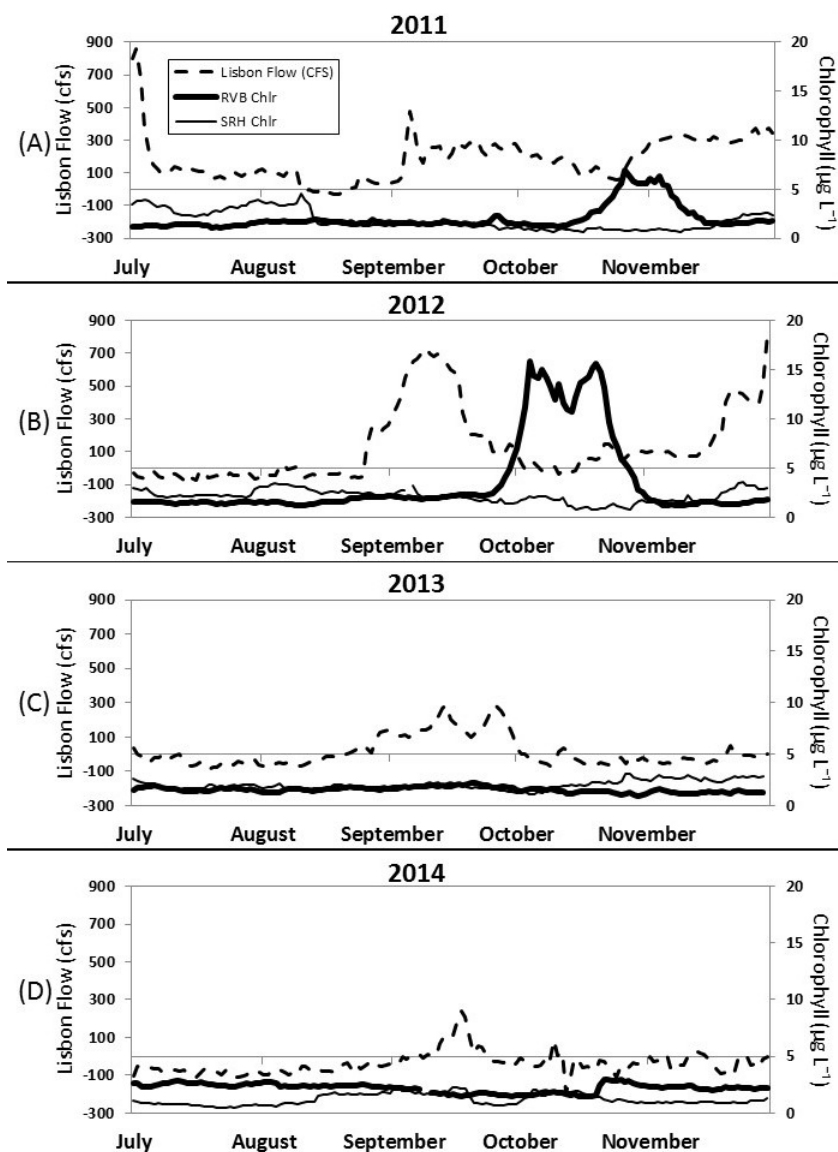 2011
(A)
Lisbon Flow (cfs)
900
700
500
300
100
-100
-300
Lisbon Flow (CFS)
RVB Chlr
SRH Chlr
20
15
10
5
0
Chlorophyll (µg L⁻¹)
July August September October November
2012
(B)
Lisbon Flow (cfs)
900
700
500
300
100
-100
-300
20
15
10
5
0
Chlorophyll (µg L⁻¹)
July August September October November
2013
(C)
Lisbon Flow (cfs)
900
700
500
300
100
-100
-300
20
15
10
5
0
Chlorophyll (µg L⁻¹)
July August September October November
2014
(D)
Lisbon Flow (cfs)
900
700
500
300
100
-100
-300
20
15
10
5
0
Chlorophyll (µg L⁻¹)
July August September October November